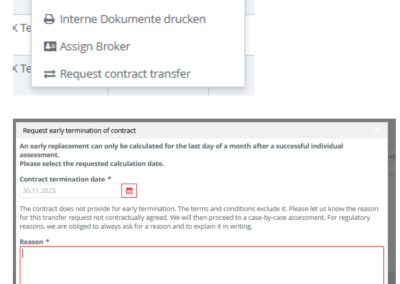 Interne Dokumente drucken
X Te
Assign Broker
X Te
Request contract transfer
Request early termination of contract
An early replacement can only be calculated for the last day of a month after a successful individual
assessment.
Please select the requested calculation date.
Contract termination date *
30.11.2023
The contract does not provide for early termination. The terms and conditions exclude it. Please let us know the reason
for this transfer request not contractually agreed. We will then proceed to a case-by-case assessment. For regulatory
reasons, we are obliged to always ask for a reason and to explain it in writing.
Reason *